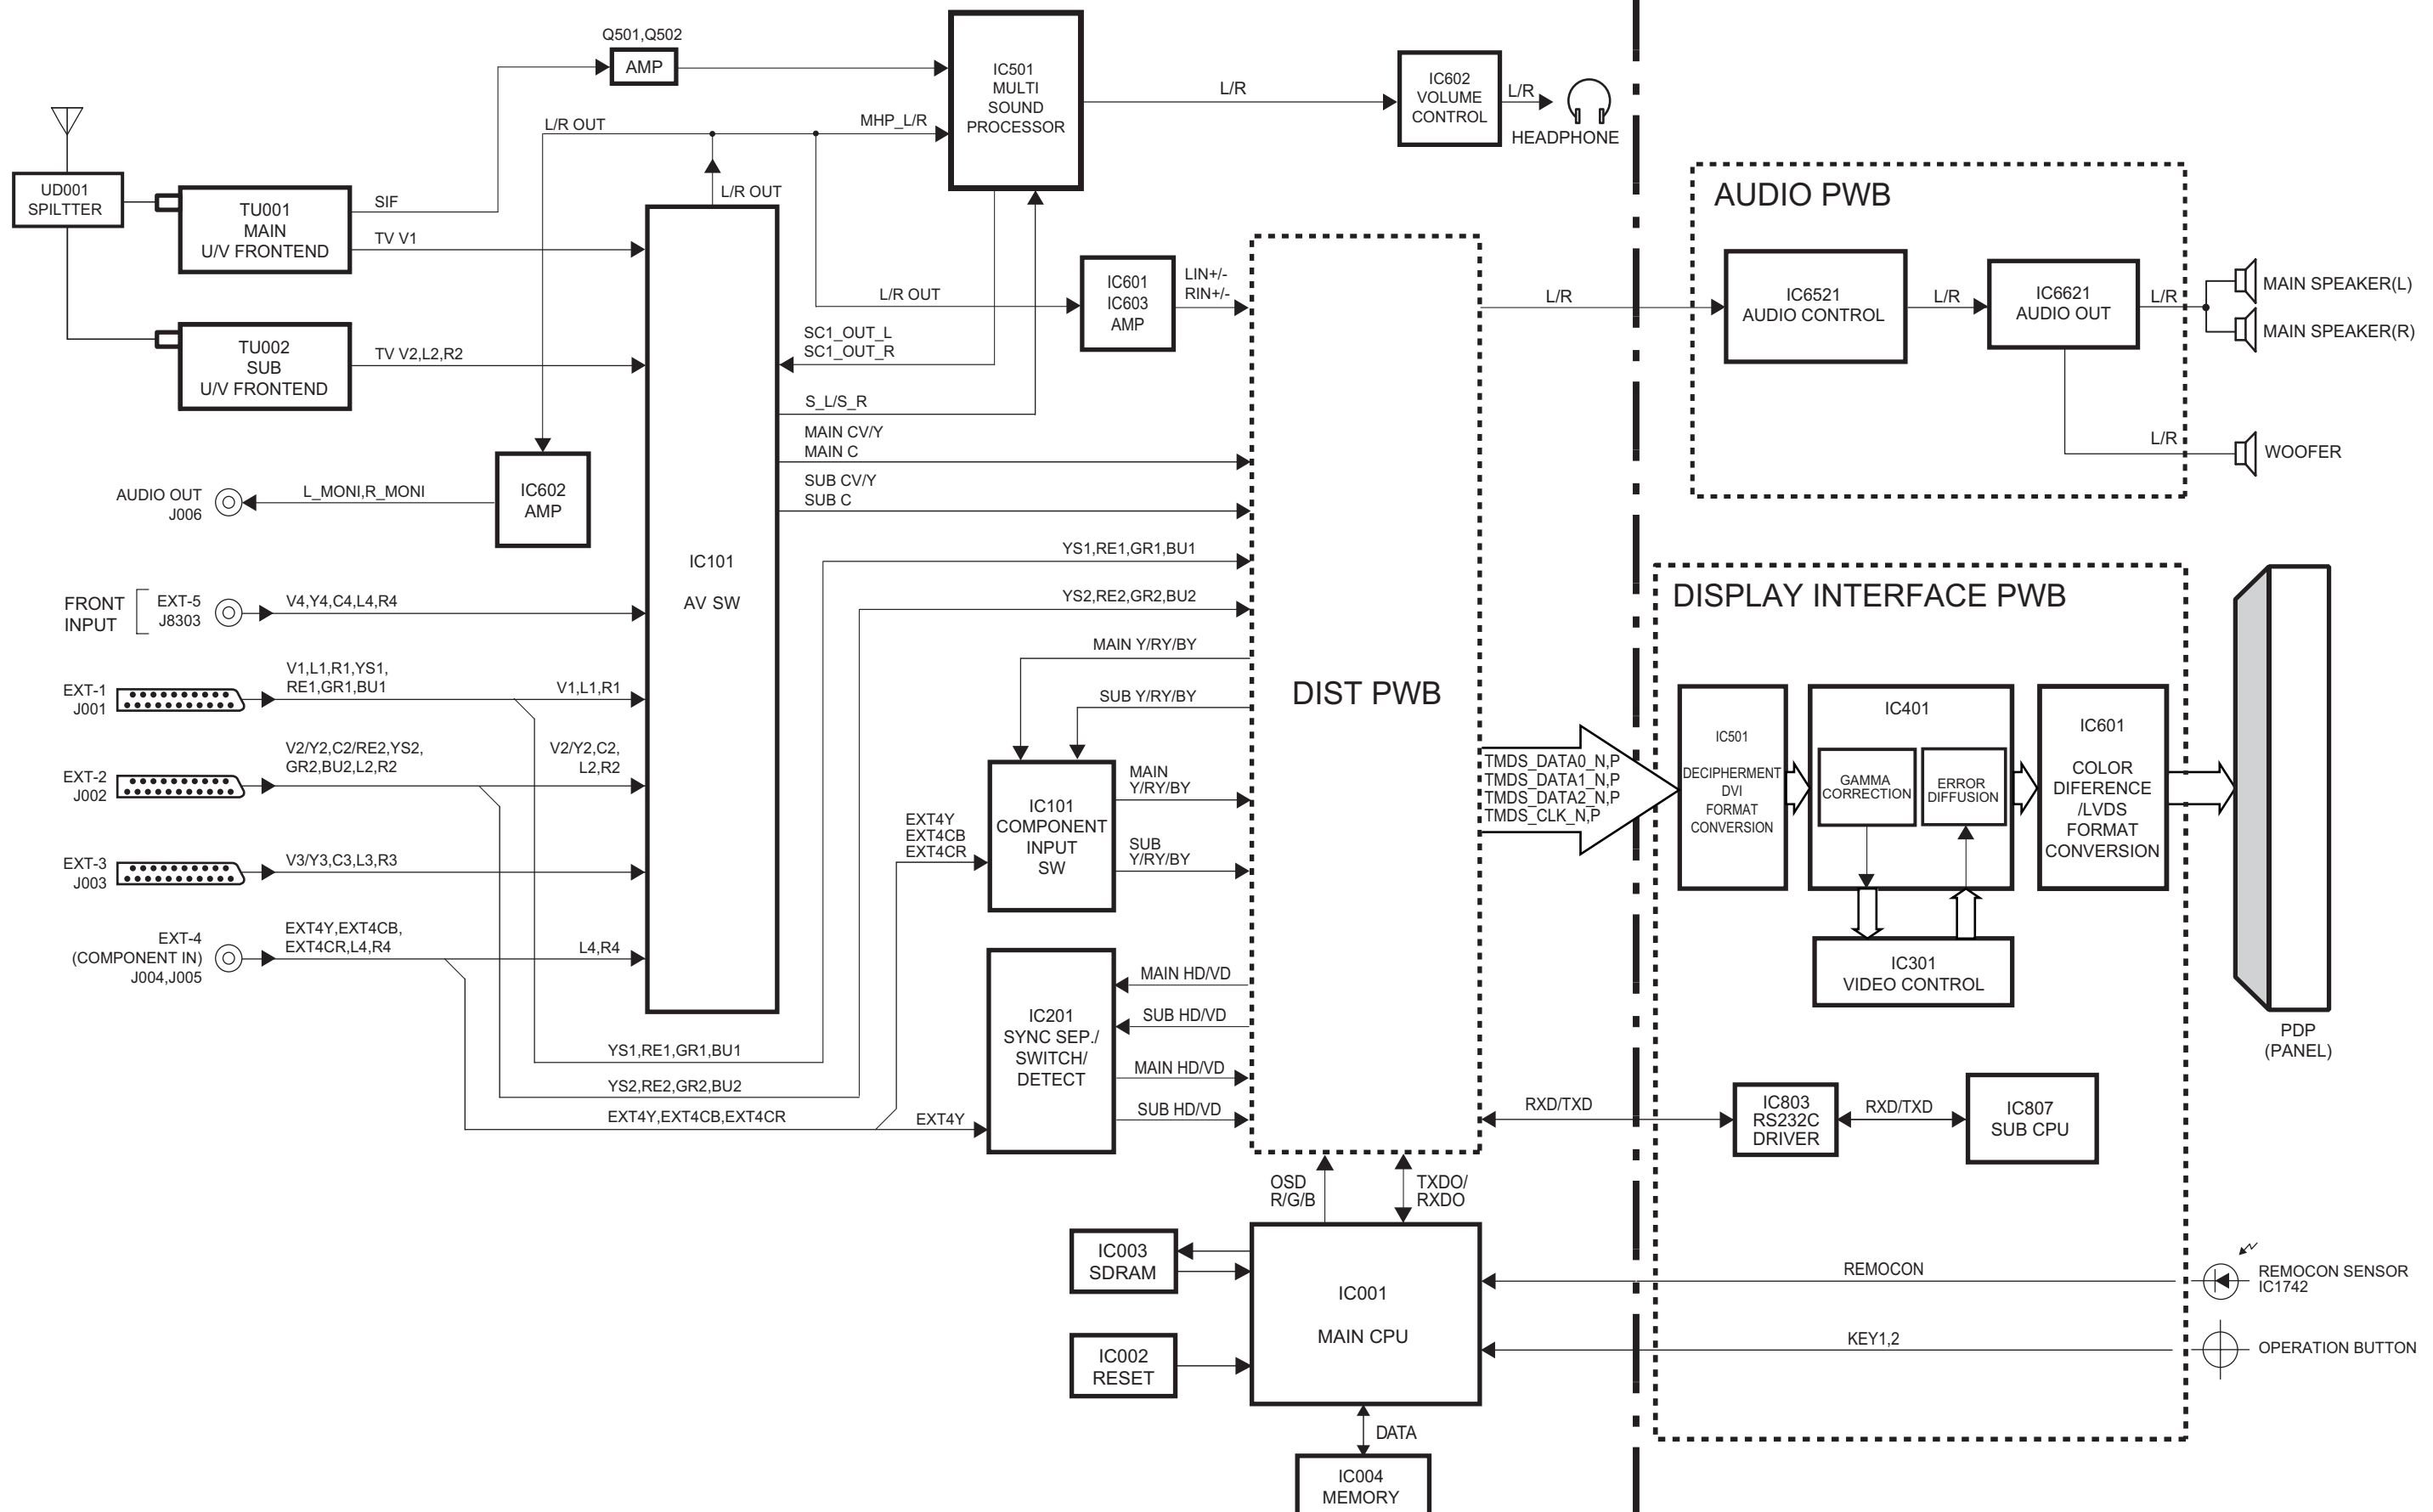 Q501,Q502
AMP
IC501
MULTI
SOUND
PROCESSOR
L/R
IC602
VOLUME
CONTROL
L/R
HEADPHONE
L/R OUT
MHP_L/R
L/R OUT
UD001
SPILTTER
TU001
MAIN
U/V FRONTEND
SIF
TV V1
TU002
SUB
U/V FRONTEND
TV V2,L2,R2
L/R OUT
IC601
IC603
AMP
LIN+/-
RIN+/-
SC1_OUT_L
SC1_OUT_R
S_L/S_R
MAIN CV/Y
MAIN C
SUB CV/Y
SUB C
AUDIO OUT
J006
L_MONI,R_MONI
IC602
AMP
IC101
AV SW
YS1,RE1,GR1,BU1
YS2,RE2,GR2,BU2
MAIN Y/RY/BY
SUB Y/RY/BY
FRONT
INPUT
EXT-5
J8303
V4,Y4,C4,L4,R4
EXT-1
J001
V1,L1,R1,YS1,
RE1,GR1,BU1
V1,L1,R1
EXT-2
J002
V2/Y2,C2/RE2,YS2,
GR2,BU2,L2,R2
V2/Y2,C2,
L2,R2
EXT-3
J003
V3/Y3,C3,L3,R3
EXT-4
(COMPONENT IN)
J004,J005
EXT4Y,EXT4CB,
EXT4CR,L4,R4
L4,R4
EXT4Y
EXT4CB
EXT4CR
IC101
COMPONENT
INPUT
SW
MAIN
Y/RY/BY
SUB
Y/RY/BY
IC201
SYNC SEP./
SWITCH/
DETECT
MAIN HD/VD
SUB HD/VD
MAIN HD/VD
SUB HD/VD
YS1,RE1,GR1,BU1
YS2,RE2,GR2,BU2
EXT4Y,EXT4CB,EXT4CR
EXT4Y
DIST PWB
L/R
AUDIO PWB
IC6521
AUDIO CONTROL
L/R
IC6621
AUDIO OUT
L/R
MAIN SPEAKER(L)
MAIN SPEAKER(R)
L/R
WOOFER
DISPLAY INTERFACE PWB
TMDS_DATA0_N,P
TMDS_DATA1_N,P
TMDS_DATA2_N,P
TMDS_CLK_N,P
IC501
DECIPHERMENT
DVI
FORMAT
CONVERSION
IC401
GAMMA
CORRECTION
ERROR
DIFFUSION
IC601
COLOR
DIFERENCE
/LVDS
FORMAT
CONVERSION
IC301
VIDEO CONTROL
PDP
(PANEL)
RXD/TXD
IC803
RS232C
DRIVER
RXD/TXD
IC807
SUB CPU
OSD
R/G/B
TXDO/
RXDO
IC003
SDRAM
IC002
RESET
IC001
MAIN CPU
REMOCON
REMOCON SENSOR
IC1742
KEY1,2
OPERATION BUTTON
DATA
IC004
MEMORY